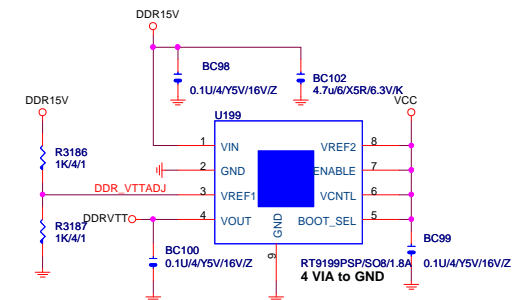 DDR15V
BC98
0.1U/4/Y5V/16V/Z
BC102
4.7u/6/X5R/6.3V/K
DDR15V
VCC
U199
R3186
1K/4/1
1 VIN VREF2 8
2 GND ENABLE 7
DDR_VTTADJ 3 VREF1 VCNTL 6
R3187
1K/4/1
DDRVTT 4 VOUT BOOT_SEL 5
GND
9
BC100
0.1U/4/Y5V/16V/Z
BC99
0.1U/4/Y5V/16V/Z
RT9199PSP/SO8/1.8A
4 VIA to GND